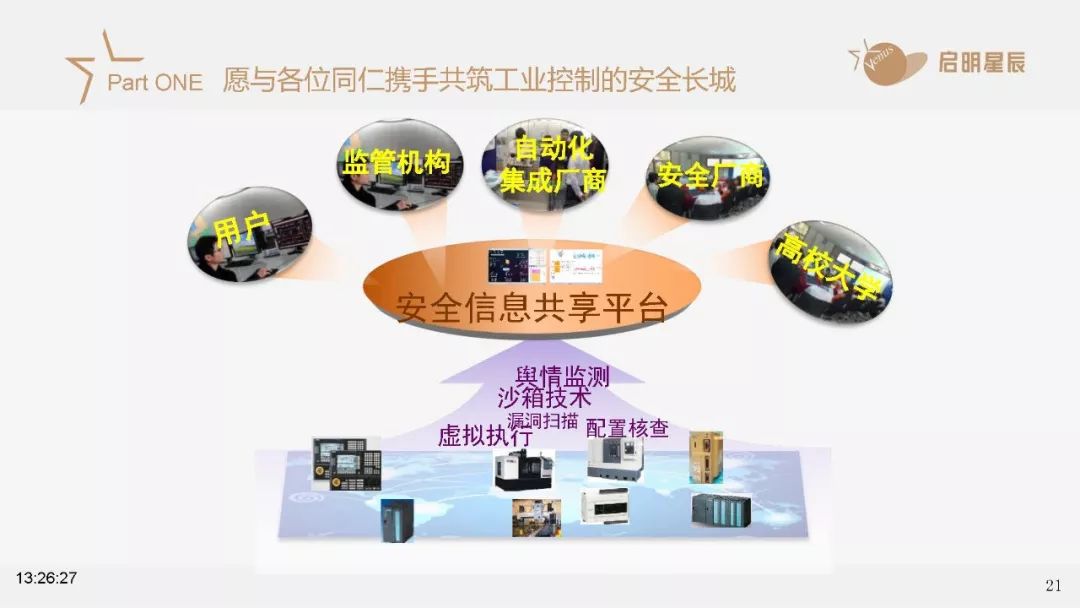 Part ONE 愿与各位同仁携手共筑工业控制的安全长城
Venus
启明星辰
用户
监管机构
自动化
集成厂商
安全厂商
高校大学
安全信息共享平台
舆情监测
沙箱技术
漏洞扫描
虚拟执行
配置核查
13:26:27
21